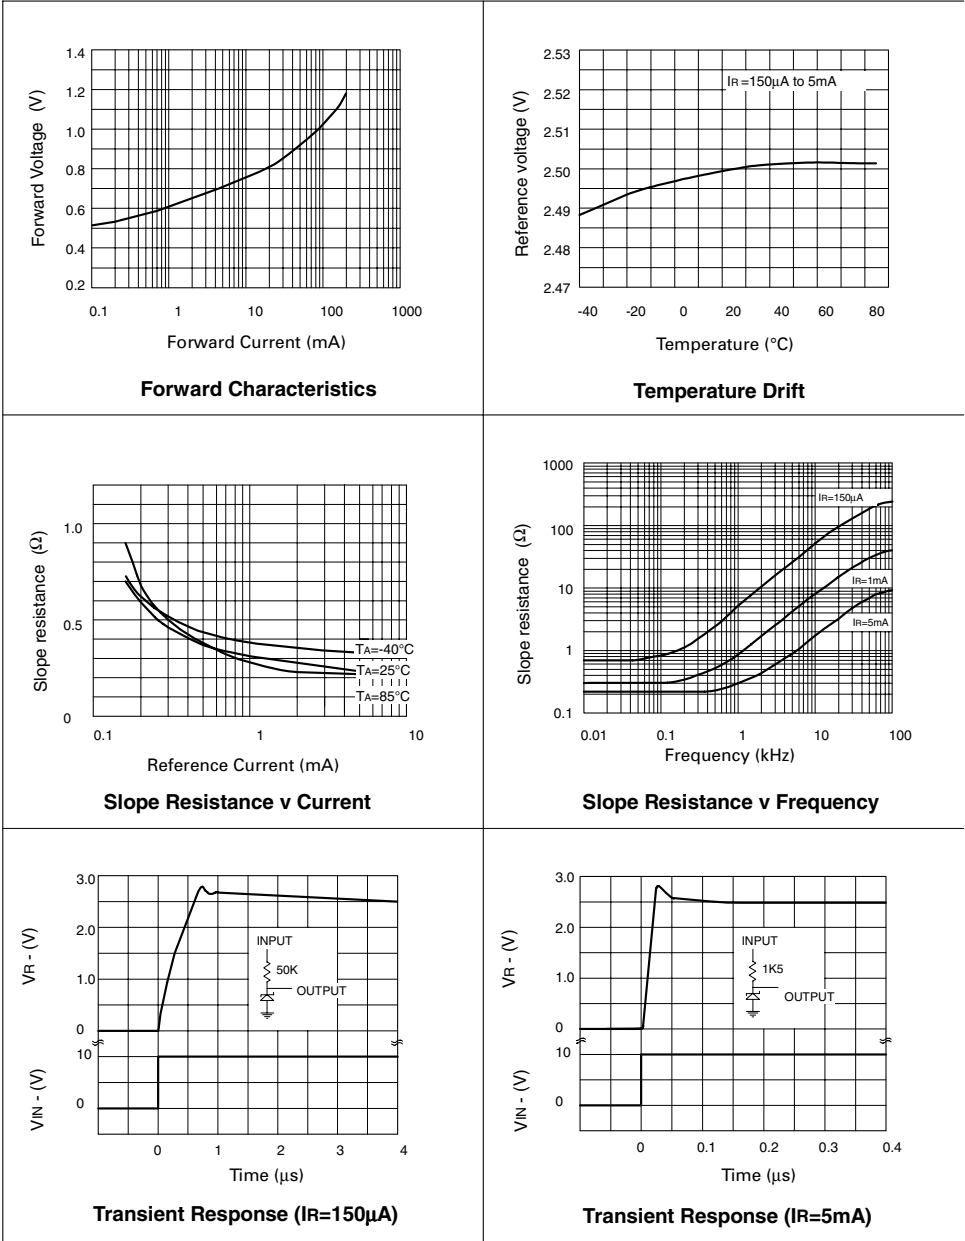 1.4
1.2
1.0
0.8
0.6
0.4
0.2
Forward Voltage (V)
0.1 1 10 100 1000
Forward Current (mA)
Forward Characteristics
2.53
2.52
2.51
2.50
2.49
2.48
2.47
Reference voltage (V)
IR=150µA to 5mA
-40 -20 0 20 40 60 80
Temperature (°C)
Temperature Drift
1.0
0.5
0
Slope resistance (Ω)
TA=-40°C
TA=25°C
TA=85°C
0.1 1 10
Reference Current (mA)
Slope Resistance v Current
1000
100
10
1
0.1
Slope resistance (Ω)
IR=150µA
IR=1mA
IR=5mA
0.01 0.1 1 10 100
Frequency (kHz)
Slope Resistance v Frequency
3.0
2.0
1.0
0
10
0
VR - (V)
VIN - (V)
INPUT
50K
OUTPUT
0 1 2 3 4
Time (µs)
Transient Response (IR=150µA)
3.0
2.0
1.0
0
10
0
VR - (V)
VIN - (V)
INPUT
1K5
OUTPUT
0 0.1 0.2 0.3 0.4
Time (µs)
Transient Response (IR=5mA)